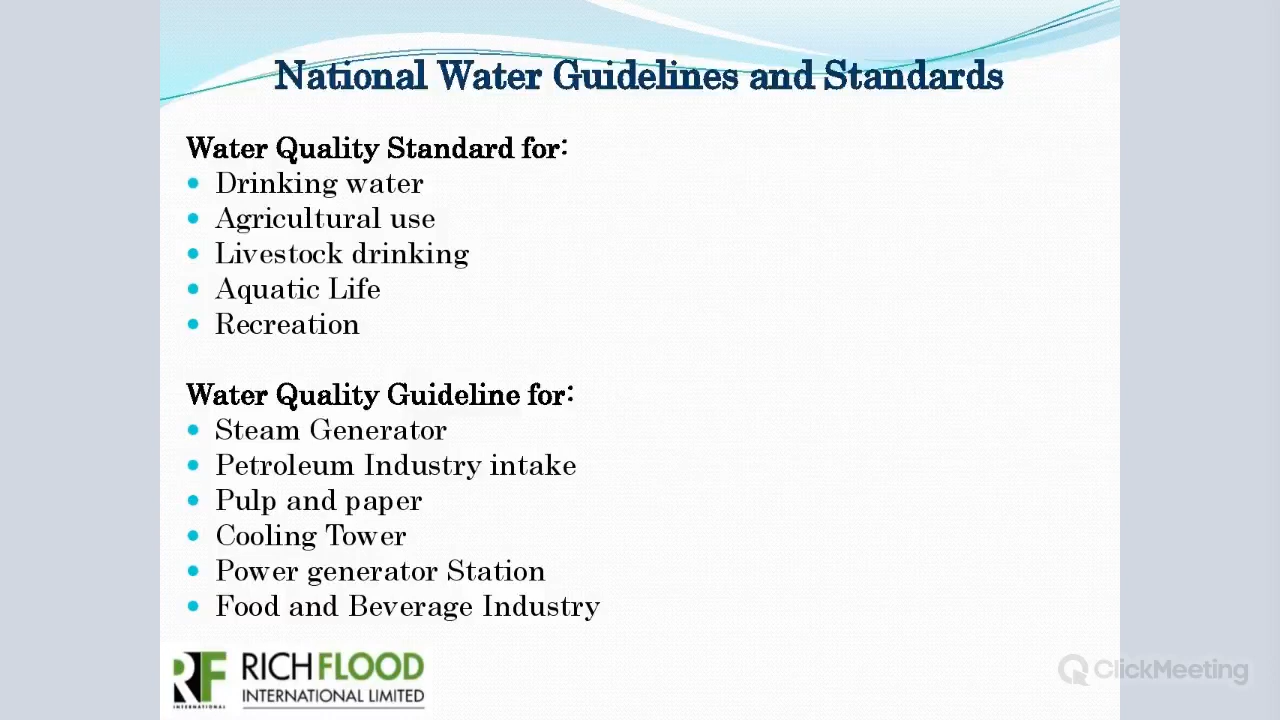 National Water Guidelines and Standards
Water Quality Standard for:
Drinking water
Agricultural use
Livestock drinking
Aquatic Life
Recreation
Water Quality Guideline for:
Steam Generator
Petroleum Industry intake
Pulp and paper
Cooling Tower
Power generator Station
Food and Beverage Industry
RF
INTERNATIONAL
RICHFLOOD
INTERNATIONAL LIMITED
ClickMeeting